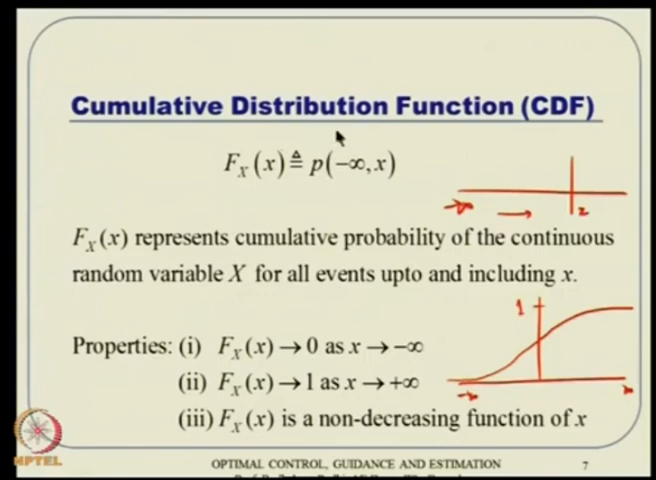 Cumulative Distribution Function (CDF)
F_X(x) ≜ p(−∞, x)
F_X(x) represents cumulative probability of the continuous
random variable X for all events upto and including x.
Properties: (i) F_X(x) → 0 as x → −∞
(ii) F_X(x) → 1 as x → +∞
(iii) F_X(x) is a non-decreasing function of x
1
NPTEL
OPTIMAL CONTROL, GUIDANCE AND ESTIMATION
7